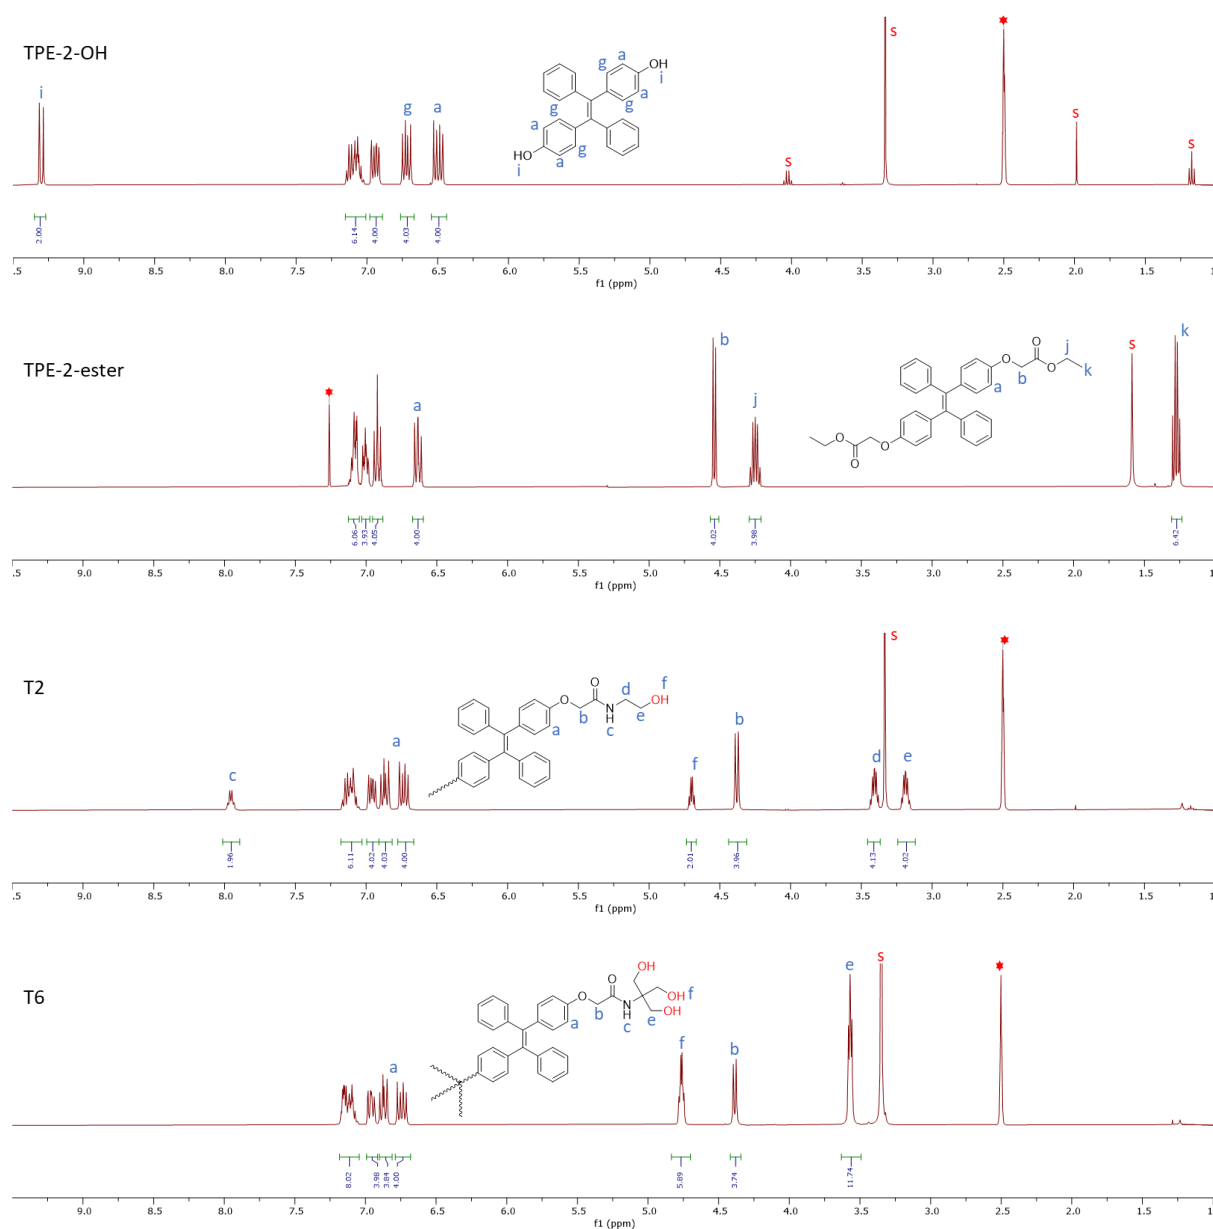 TPE-2-OH
S
a
OH
g
i
a
g
g
a
g
HO
a
i
i
g
a
S
S
S
2.00
6.14
4.00
4.03
4.00
.5 9.0 8.5 8.0 7.5 7.0 6.5 6.0 5.5 5.0 4.5 4.0 3.5 3.0 2.5 2.0 1.5 1
f1 (ppm)
TPE-2-ester
b
j
a
S
k
O
O
O
j
k
b
a
O
O
O
6.06
3.93
4.05
4.00
4.02
3.98
6.42
.5 9.0 8.5 8.0 7.5 7.0 6.5 6.0 5.5 5.0 4.5 4.0 3.5 3.0 2.5 2.0 1.5 1
f1 (ppm)
T2
S
c
a
f
b
d
e
O
O
b
N
H
c
d
e
OH
f
a
1.96
6.11
4.02
4.03
4.00
2.01
3.96
4.13
4.02
.5 9.0 8.5 8.0 7.5 7.0 6.5 6.0 5.5 5.0 4.5 4.0 3.5 3.0 2.5 2.0 1.5 1
f1 (ppm)
T6
a
f
b
e
S
OH
O
O
b
N
H
c
OH
f
OH
e
a
8.02
3.98
3.84
4.00
5.89
3.74
11.74
.5 9.0 8.5 8.0 7.5 7.0 6.5 6.0 5.5 5.0 4.5 4.0 3.5 3.0 2.5 2.0 1.5 1
f1 (ppm)